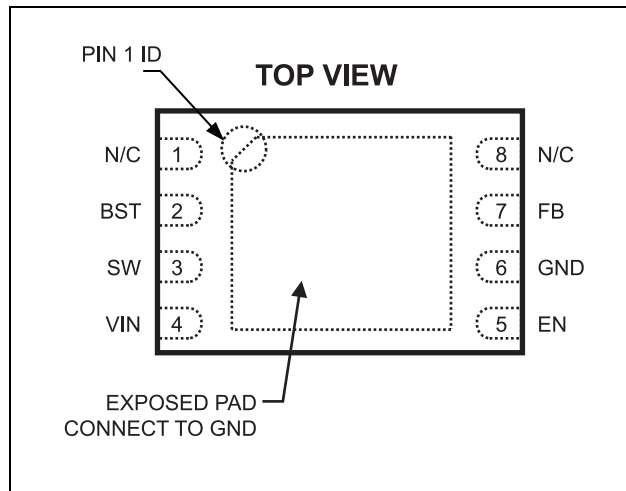 PIN 1 ID
TOP VIEW
N/C 1 8 N/C
BST 2 7 FB
SW 3 6 GND
VIN 4 5 EN
EXPOSED PAD
CONNECT TO GND